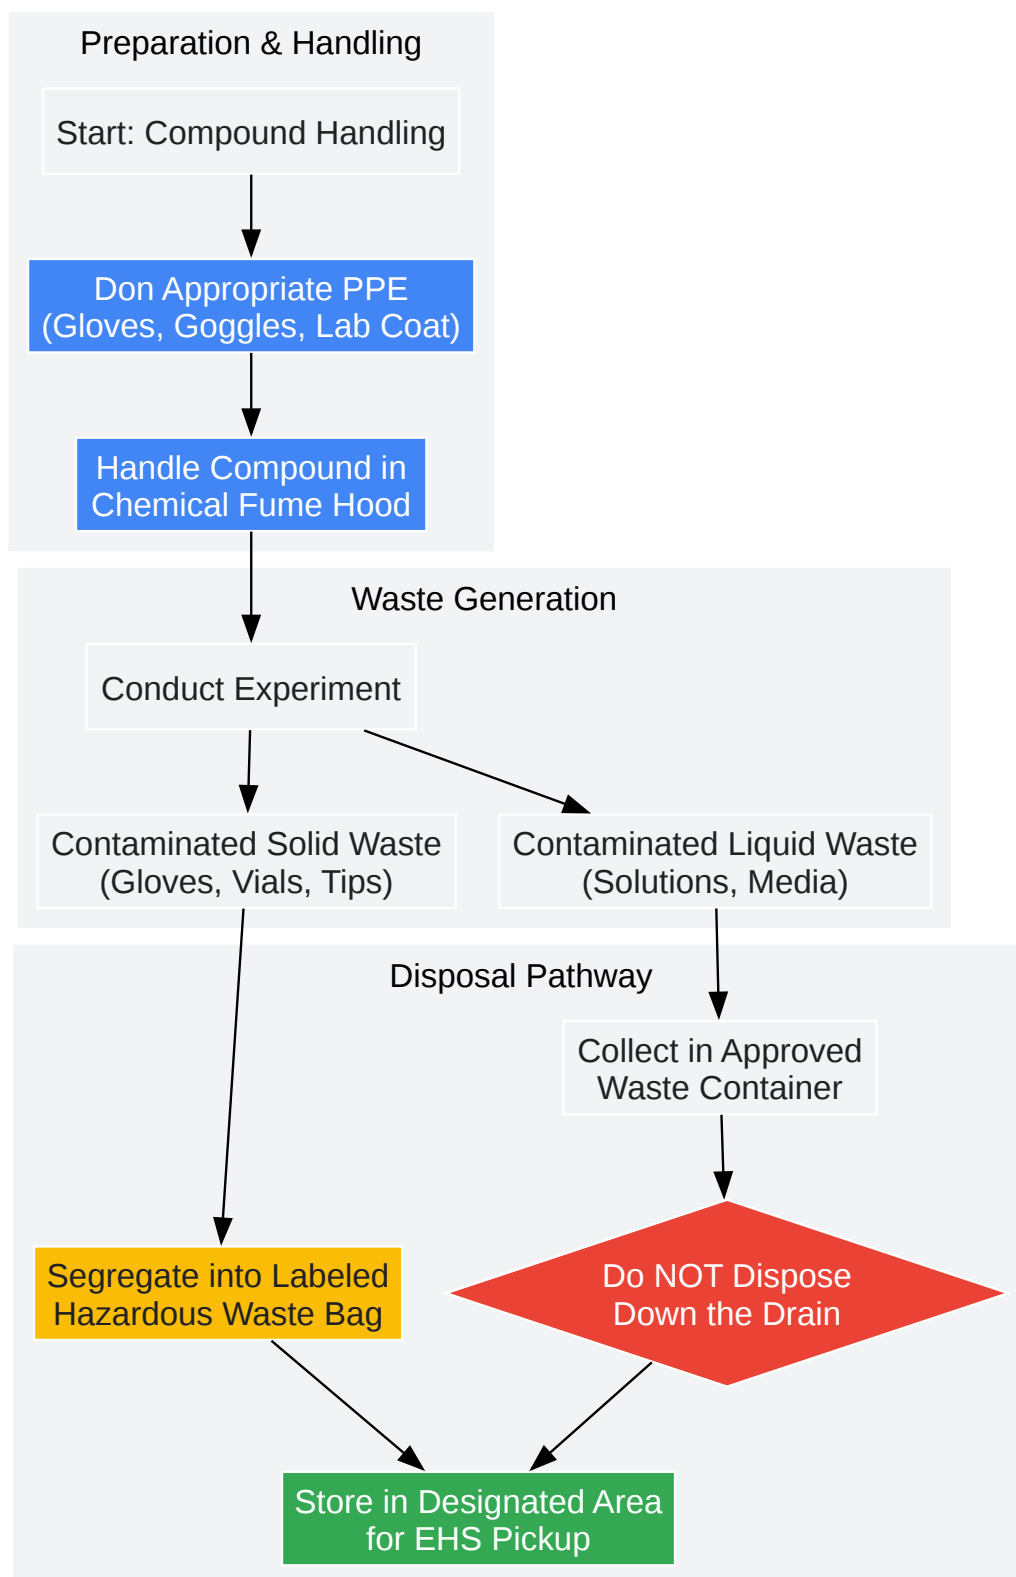 Preparation & Handling
Start: Compound Handling
Don Appropriate PPE
(Gloves, Goggles, Lab Coat)
Handle Compound in
Chemical Fume Hood
Waste Generation
Conduct Experiment
Contaminated Solid Waste
(Gloves, Vials, Tips)
Contaminated Liquid Waste
(Solutions, Media)
Disposal Pathway
Collect in Approved
Waste Container
Segregate into Labeled
Hazardous Waste Bag
Do NOT Dispose
Down the Drain
Store in Designated Area
for EHS Pickup